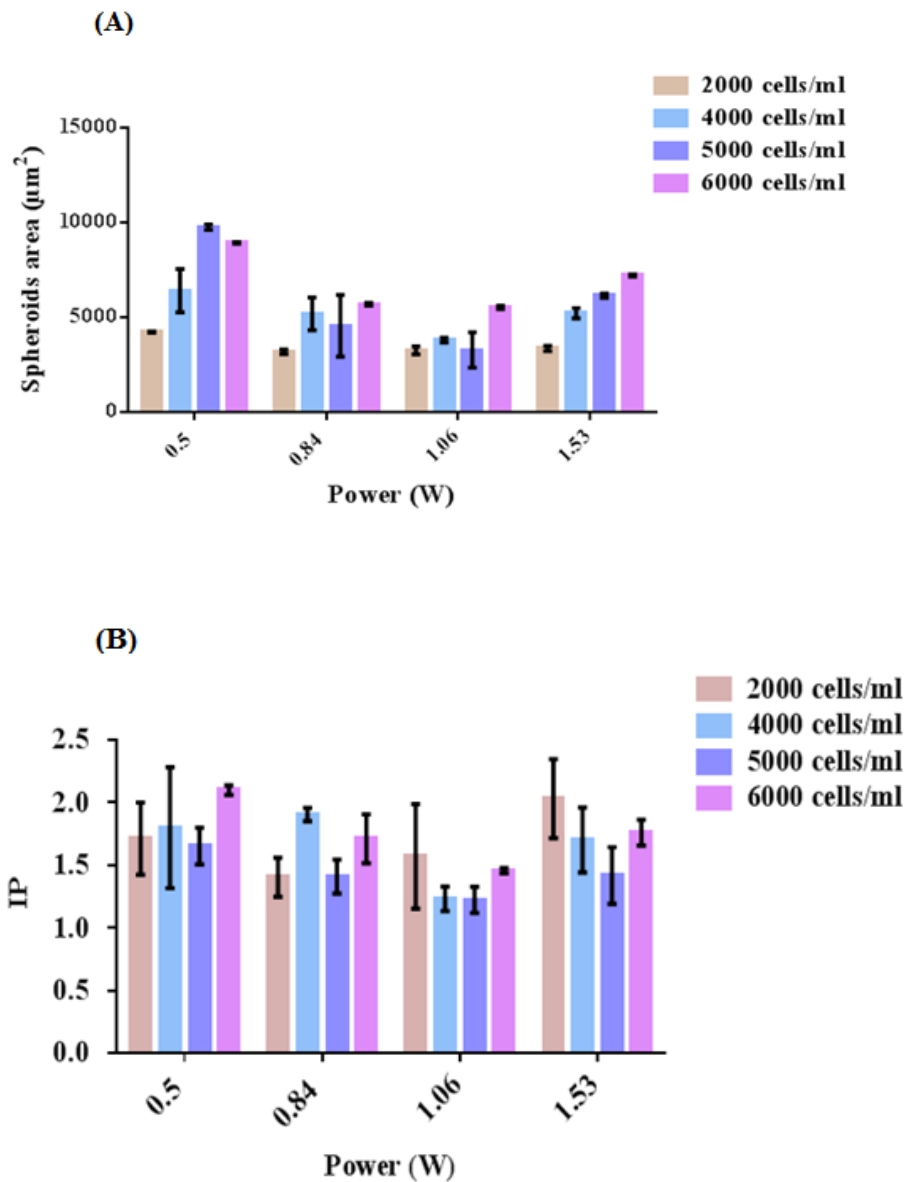 (A)
2000 cells/ml
4000 cells/ml
5000 cells/ml
6000 cells/ml
Spheroids area (µm²)
15000
10000
5000
0
0.5
0.84
1.06
1.53
Power (W)
(B)
2000 cells/ml
4000 cells/ml
5000 cells/ml
6000 cells/ml
IP
2.5
2.0
1.5
1.0
0.5
0.0
0.5
0.84
1.06
1.53
Power (W)